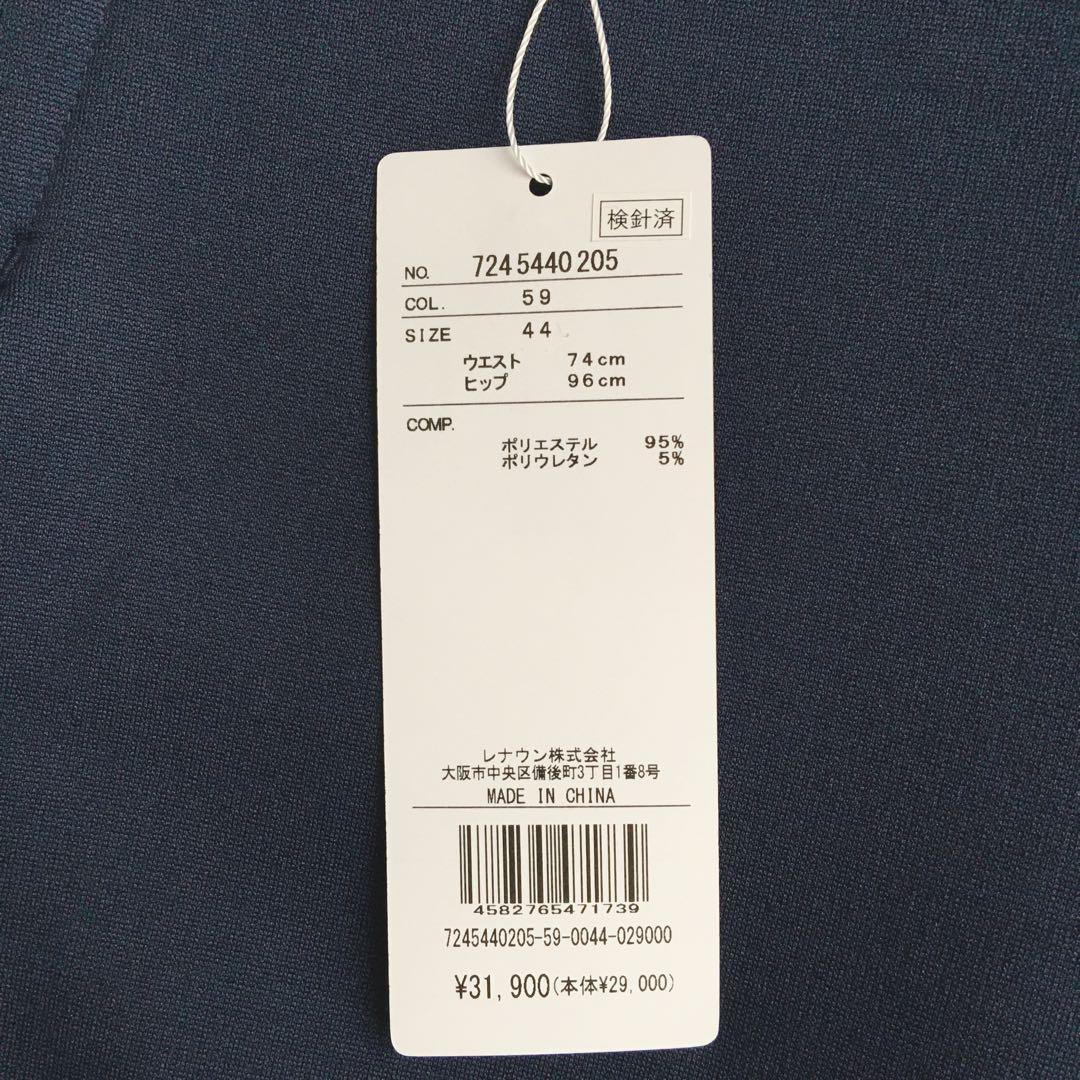 検針済
NO. 7245440205
COL. 59
SIZE 44
ウエスト 74cm
ヒップ 96cm
COMP.
ポリエステル 95%
ポリウレタン 5%
レナウン株式会社
大阪市中央区備後町3丁目1番8号
MADE IN CHINA
4582765471739
7245440205-59-0044-029000
¥31,900(本体¥29,000)